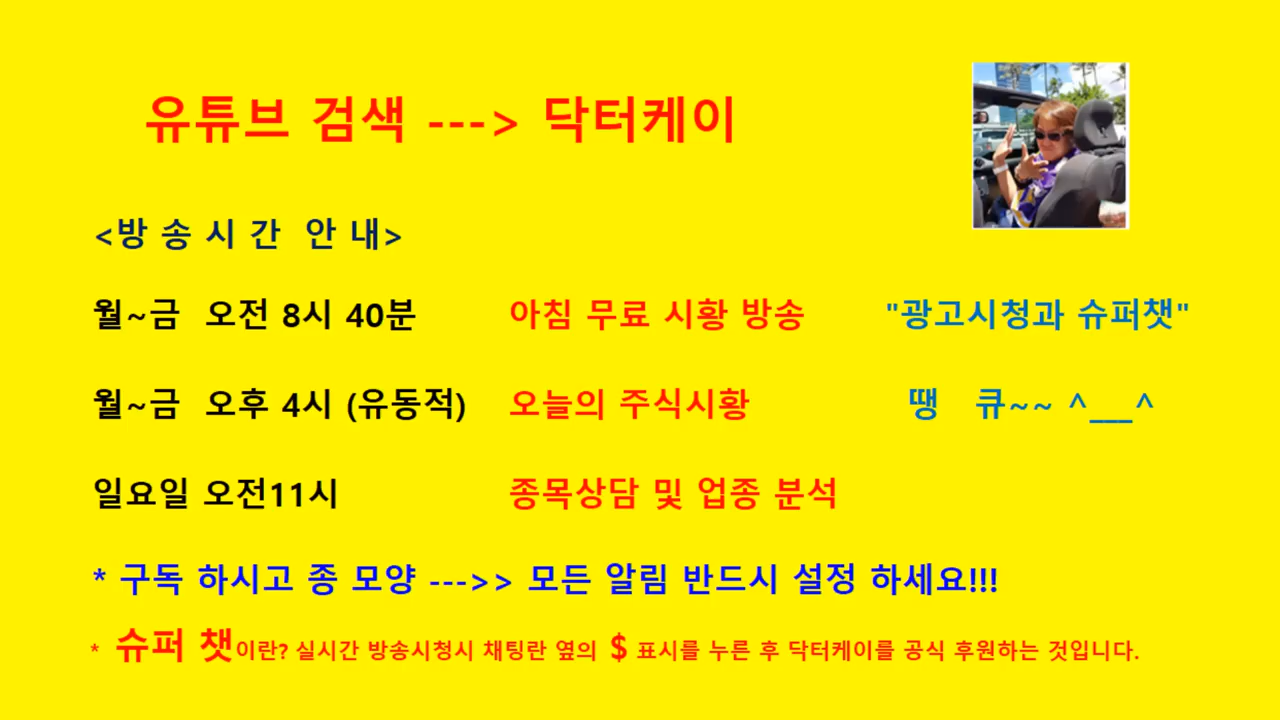 유튜브 검색 ---> 닥터케이
<방 송 시 간 안 내>
월~금 오전 8시 40분 아침 무료 시황 방송 "광고시청과 슈퍼챗"
월~금 오후 4시 (유동적) 오늘의 주식시황 땡 큐~~ ^___^
일요일 오전11시 종목상담 및 업종 분석
* 구독 하시고 종 모양 --->> 모든 알림 반드시 설정 하세요!!!
* 슈퍼 챗이란? 실시간 방송시청시 채팅란 옆의 $ 표시를 누른 후 닥터케이를 공식 후원하는 것입니다.